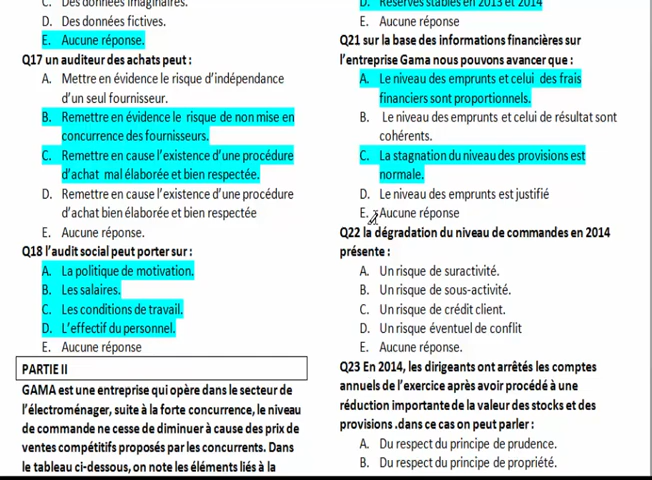 C. Des données imaginaires.
D. Des données fictives.
E. Aucune réponse.
Q17 un auditeur des achats peut :
A. Mettre en évidence le risque d'indépendance
d'un seul fournisseur.
B. Remettre en évidence le risque de non mise en
concurrence des fournisseurs.
C. Remettre en cause l'existence d'une procédure
d'achat mal élaborée et bien respectée.
D. Remettre en cause l'existence d'une procédure
d'achat bien élaborée et bien respectée
E. Aucune réponse.
Q18 l'audit social peut porter sur :
A. La politique de motivation.
B. Les salaires.
C. Les conditions de travail.
D. L'effectif du personnel.
E. Aucune réponse
PARTIE II
GAMA est une entreprise qui opère dans le secteur de
l'électroménager, suite à la forte concurrence, le niveau
de commande ne cesse de diminuer à cause des prix de
ventes compétitifs proposés par les concurrents. Dans
le tableau ci-dessous, on note les éléments liés à la
D. Réserves stables en 2013 et 2014
E. Aucune réponse
Q21 sur la base des informations financières sur
l'entreprise Gama nous pouvons avancer que :
A. Le niveau des emprunts et celui des frais
financiers sont proportionnels.
B. Le niveau des emprunts et celui de résultat sont
cohérents.
C. La stagnation du niveau des provisions est
normale.
D. Le niveau des emprunts est justifié
E. Aucune réponse
Q22 la dégradation du niveau de commandes en 2014
présente :
A. Un risque de suractivité.
B. Un risque de sous-activité.
C. Un risque de crédit client.
D. Un risque éventuel de conflit
E. Aucune réponse.
Q23 En 2014, les dirigeants ont arrêtés les comptes
annuels de l'exercice après avoir procédé à une
réduction importante de la valeur des stocks et des
provisions .dans ce cas on peut parler :
A. Du respect du principe de prudence.
B. Du respect du principe de propriété.